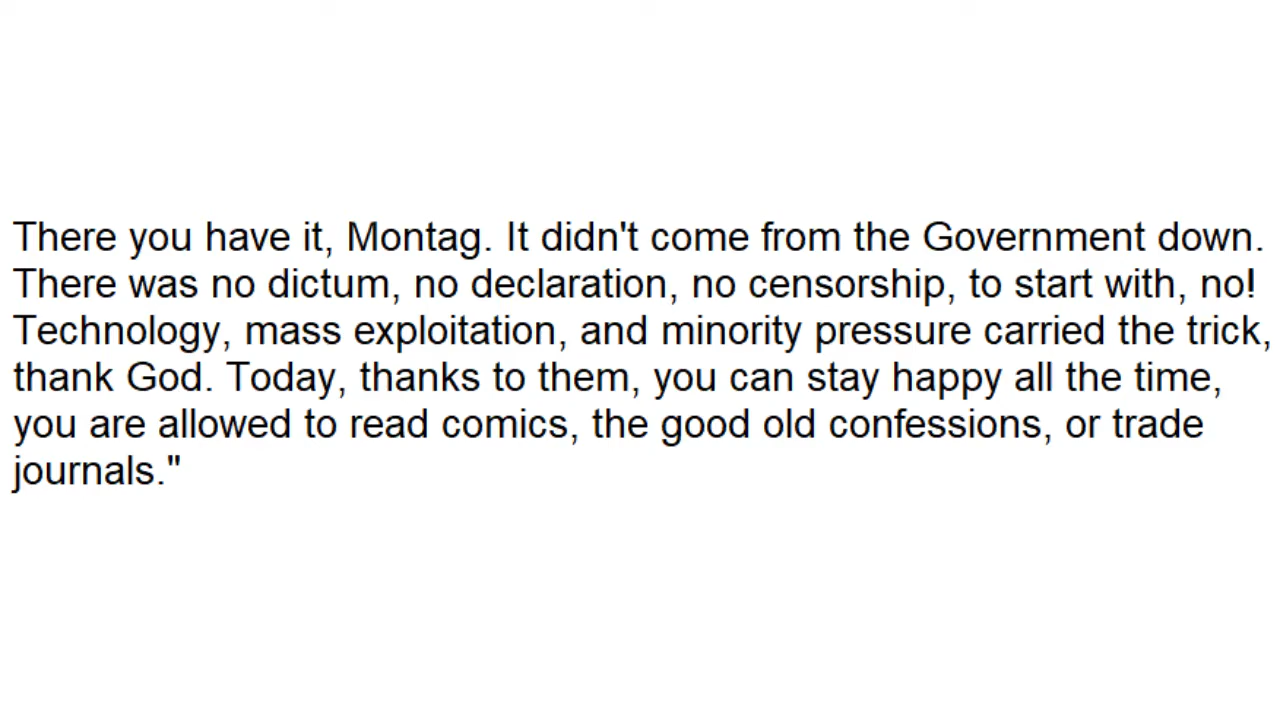 There you have it, Montag. It didn't come from the Government down.
There was no dictum, no declaration, no censorship, to start with, no!
Technology, mass exploitation, and minority pressure carried the trick,
thank God. Today, thanks to them, you can stay happy all the time,
you are allowed to read comics, the good old confessions, or trade
journals."